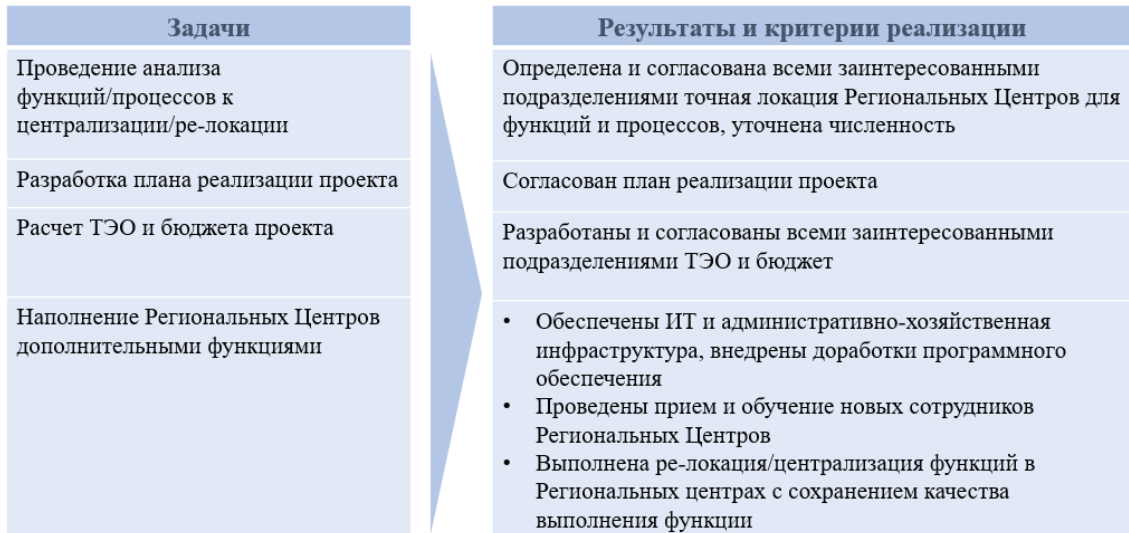 Задачи
Проведение анализа
функций/процессов к
централизации/ре-локации
Разработка плана реализации проекта
Расчет ТЭО и бюджета проекта
Наполнение Региональных Центров
дополнительными функциями
Результаты и критерии реализации
Определена и согласована всеми заинтересованными
подразделениями точная локация Региональных Центров для
функций и процессов, уточнена численность
Согласован план реализации проекта
Разработаны и согласованы всеми заинтересованными
подразделениями ТЭО и бюджет
• Обеспечены ИТ и административно-хозяйственная
инфраструктура, внедрены доработки программного
обеспечения
• Проведены прием и обучение новых сотрудников
Региональных Центров
• Выполнена ре-локация/централизация функций в
Региональных центрах с сохранением качества
выполнения функции